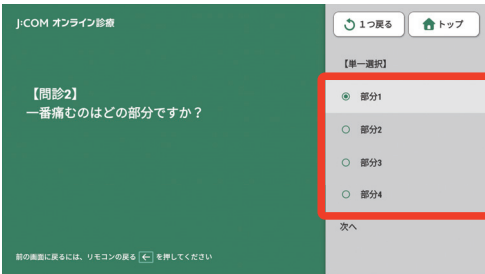 J:COM オンライン診療
1つ戻る
トップ
【単一選択】
【問診2】
一番痛むのはどの部分ですか？
部分1
部分2
部分3
部分4
次へ
前の画面に戻るには、リモコンの戻る ← を押してください